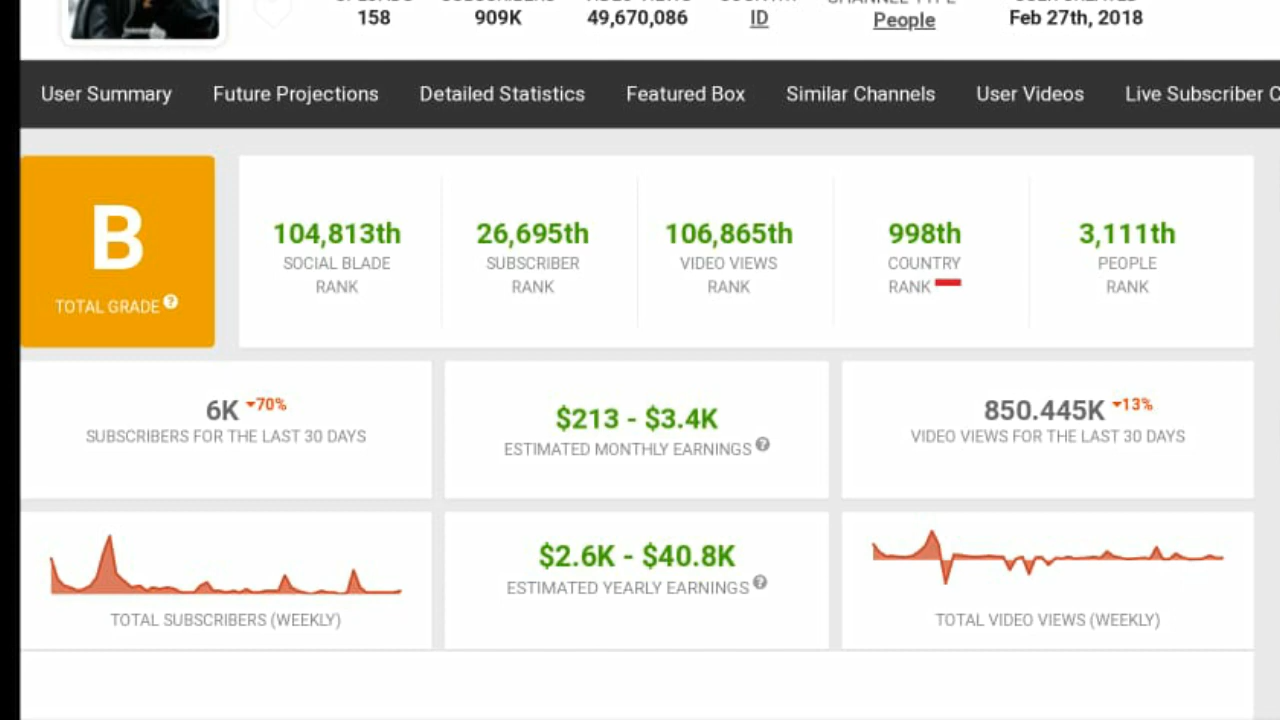 158 909K 49,670,086 ID People Feb 27th, 2018
User Summary Future Projections Detailed Statistics Featured Box Similar Channels User Videos Live Subscriber C
B
TOTAL GRADE ?
104,813th
SOCIAL BLADE
RANK
26,695th
SUBSCRIBER
RANK
106,865th
VIDEO VIEWS
RANK
998th
COUNTRY
RANK
3,111th
PEOPLE
RANK
6K 70%
SUBSCRIBERS FOR THE LAST 30 DAYS
$213 - $3.4K
ESTIMATED MONTHLY EARNINGS ?
850.445K 13%
VIDEO VIEWS FOR THE LAST 30 DAYS
TOTAL SUBSCRIBERS (WEEKLY)
$2.6K - $40.8K
ESTIMATED YEARLY EARNINGS ?
TOTAL VIDEO VIEWS (WEEKLY)